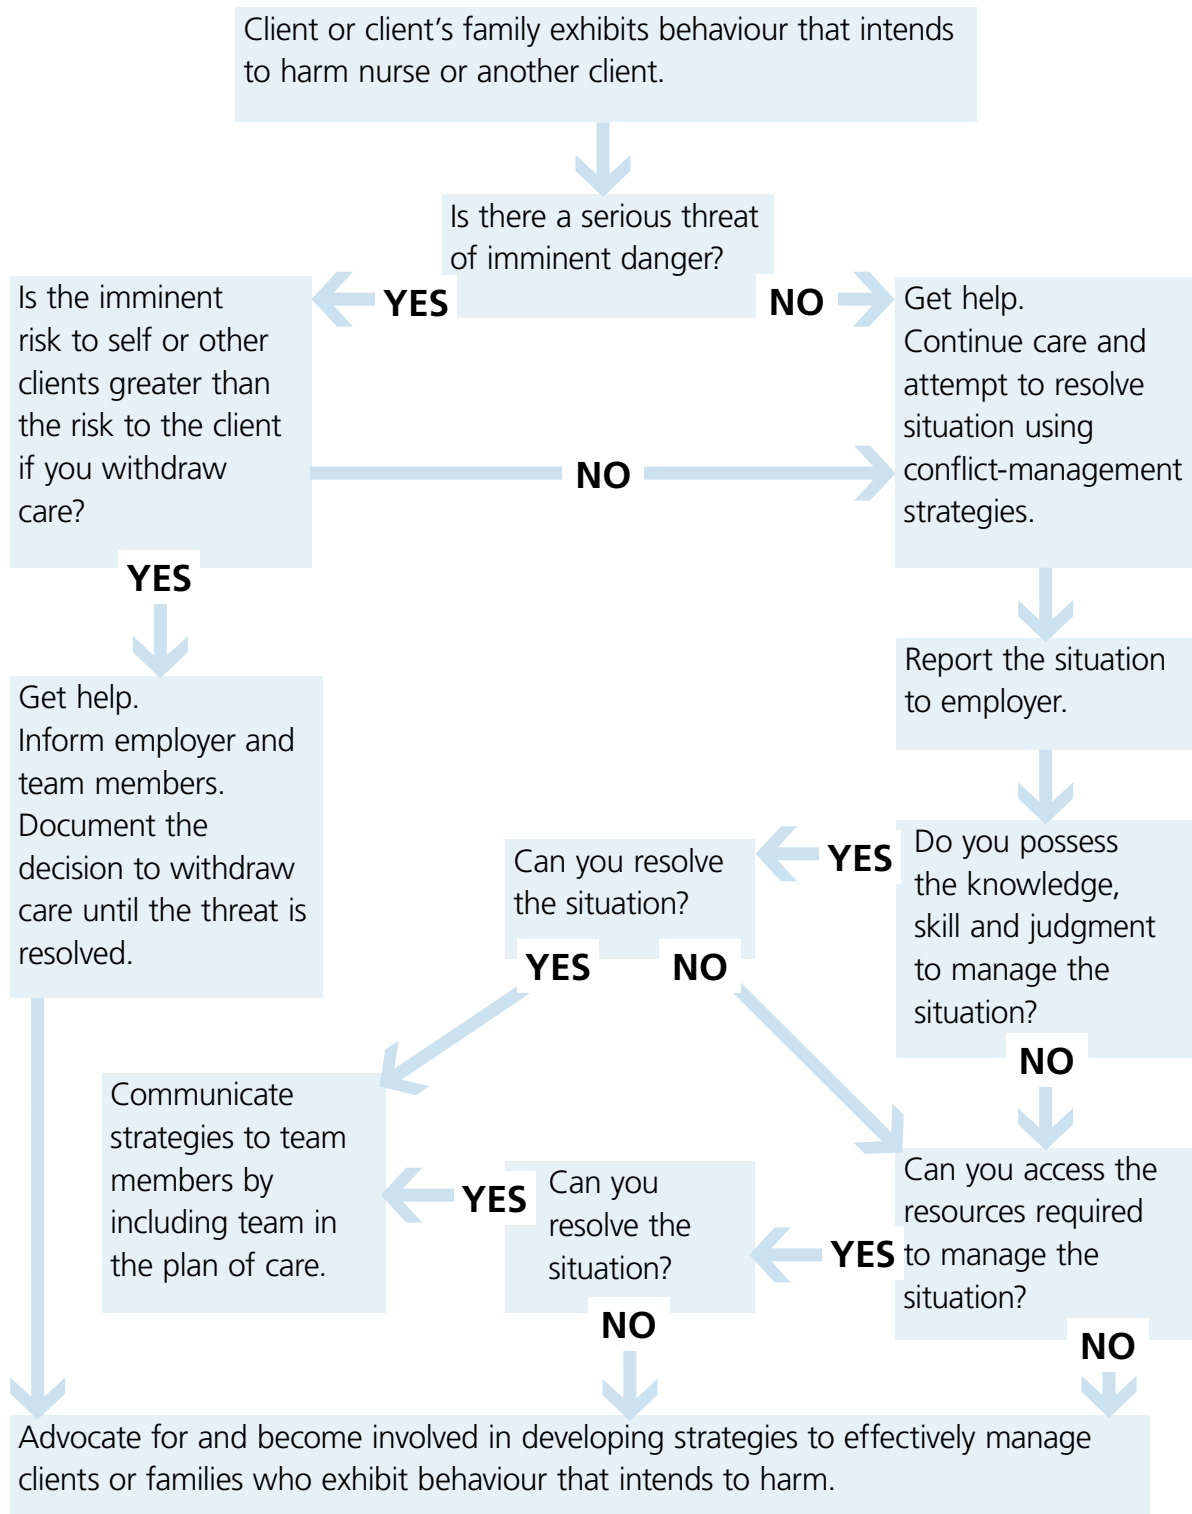 Client or client’s family exhibits behaviour that intends
to harm nurse or another client.
Is there a serious threat
of imminent danger?
YES
NO
Is the imminent
risk to self or other
clients greater than
the risk to the client
if you withdraw
care?
NO
YES
Get help.
Continue care and
attempt to resolve
situation using
conflict-management
strategies.
Report the situation
to employer.
Get help.
Inform employer and
team members.
Document the
decision to withdraw
care until the threat is
resolved.
Do you possess
the knowledge,
skill and judgment
to manage the
situation?
YES
NO
Can you resolve
the situation?
YES
NO
Communicate
strategies to team
members by
including team in
the plan of care.
Can you access the
resources required
to manage the
situation?
YES
NO
Can you
resolve the
situation?
YES
NO
Advocate for and become involved in developing strategies to effectively manage
clients or families who exhibit behaviour that intends to harm.